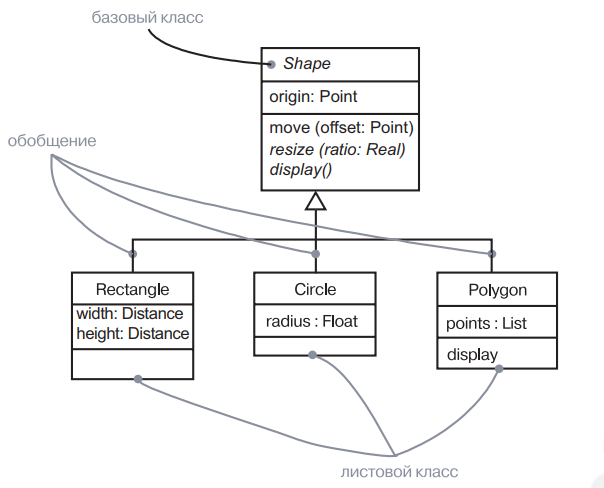 базовый класс
Shape
origin: Point
move (offset: Point)
resize (ratio: Real)
display()
обобщение
Rectangle
width: Distance
height: Distance
Circle
radius : Float
Polygon
points : List
display
листовой класс